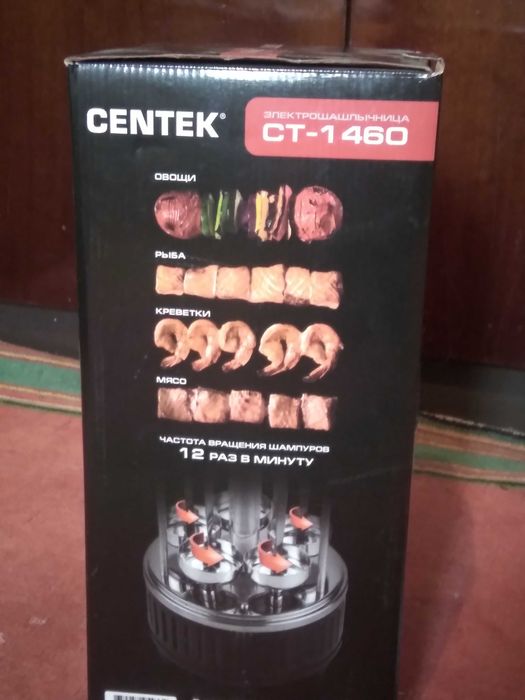 CENTEK®
ЭЛЕКТРОШАШЛЫЧНИЦА
CT-1460
ОВОЩИ
РЫБА
КРЕВЕТКИ
МЯСО
ЧАСТОТА ВРАЩЕНИЯ ШАМПУРОВ
12 РАЗ В МИНУТУ